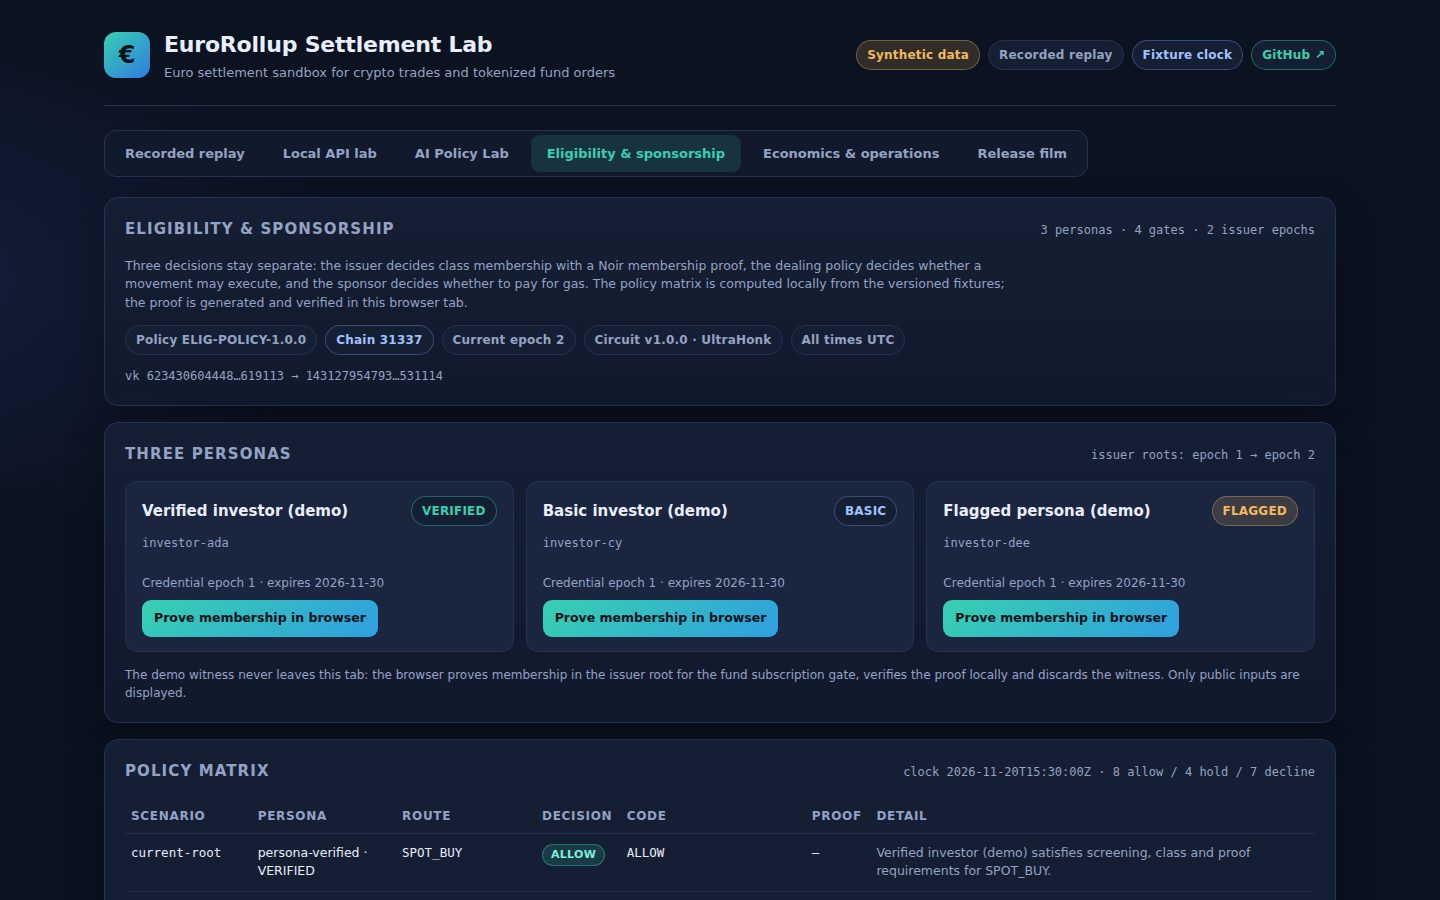 €
EuroRollup Settlement Lab
Euro settlement sandbox for crypto trades and tokenized fund orders
Synthetic data
Recorded replay
Fixture clock
GitHub ↗
Recorded replay
Local API lab
AI Policy Lab
Eligibility & sponsorship
Economics & operations
Release film
ELIGIBILITY & SPONSORSHIP
3 personas · 4 gates · 2 issuer epochs
Three decisions stay separate: the issuer decides class membership with a Noir membership proof, the dealing policy decides whether a
movement may execute, and the sponsor decides whether to pay for gas. The policy matrix is computed locally from the versioned fixtures;
the proof is generated and verified in this browser tab.
Policy ELIG-POLICY-1.0.0
Chain 31337
Current epoch 2
Circuit v1.0.0 · UltraHonk
All times UTC
vk 623430604448…619113 → 143127954793…531114
THREE PERSONAS
issuer roots: epoch 1 → epoch 2
Verified investor (demo)
VERIFIED
investor-ada
Credential epoch 1 · expires 2026-11-30
Prove membership in browser
Basic investor (demo)
BASIC
investor-cy
Credential epoch 1 · expires 2026-11-30
Prove membership in browser
Flagged persona (demo)
FLAGGED
investor-dee
Credential epoch 1 · expires 2026-11-30
Prove membership in browser
The demo witness never leaves this tab: the browser proves membership in the issuer root for the fund subscription gate, verifies the proof locally and discards the witness. Only public inputs are
displayed.
POLICY MATRIX
clock 2026-11-20T15:30:00Z · 8 allow / 4 hold / 7 decline
SCENARIO PERSONA ROUTE DECISION CODE PROOF DETAIL
current-root persona-verified · SPOT_BUY ALLOW ALLOW — Verified investor (demo) satisfies screening, class and proof
VERIFIED requirements for SPOT_BUY.